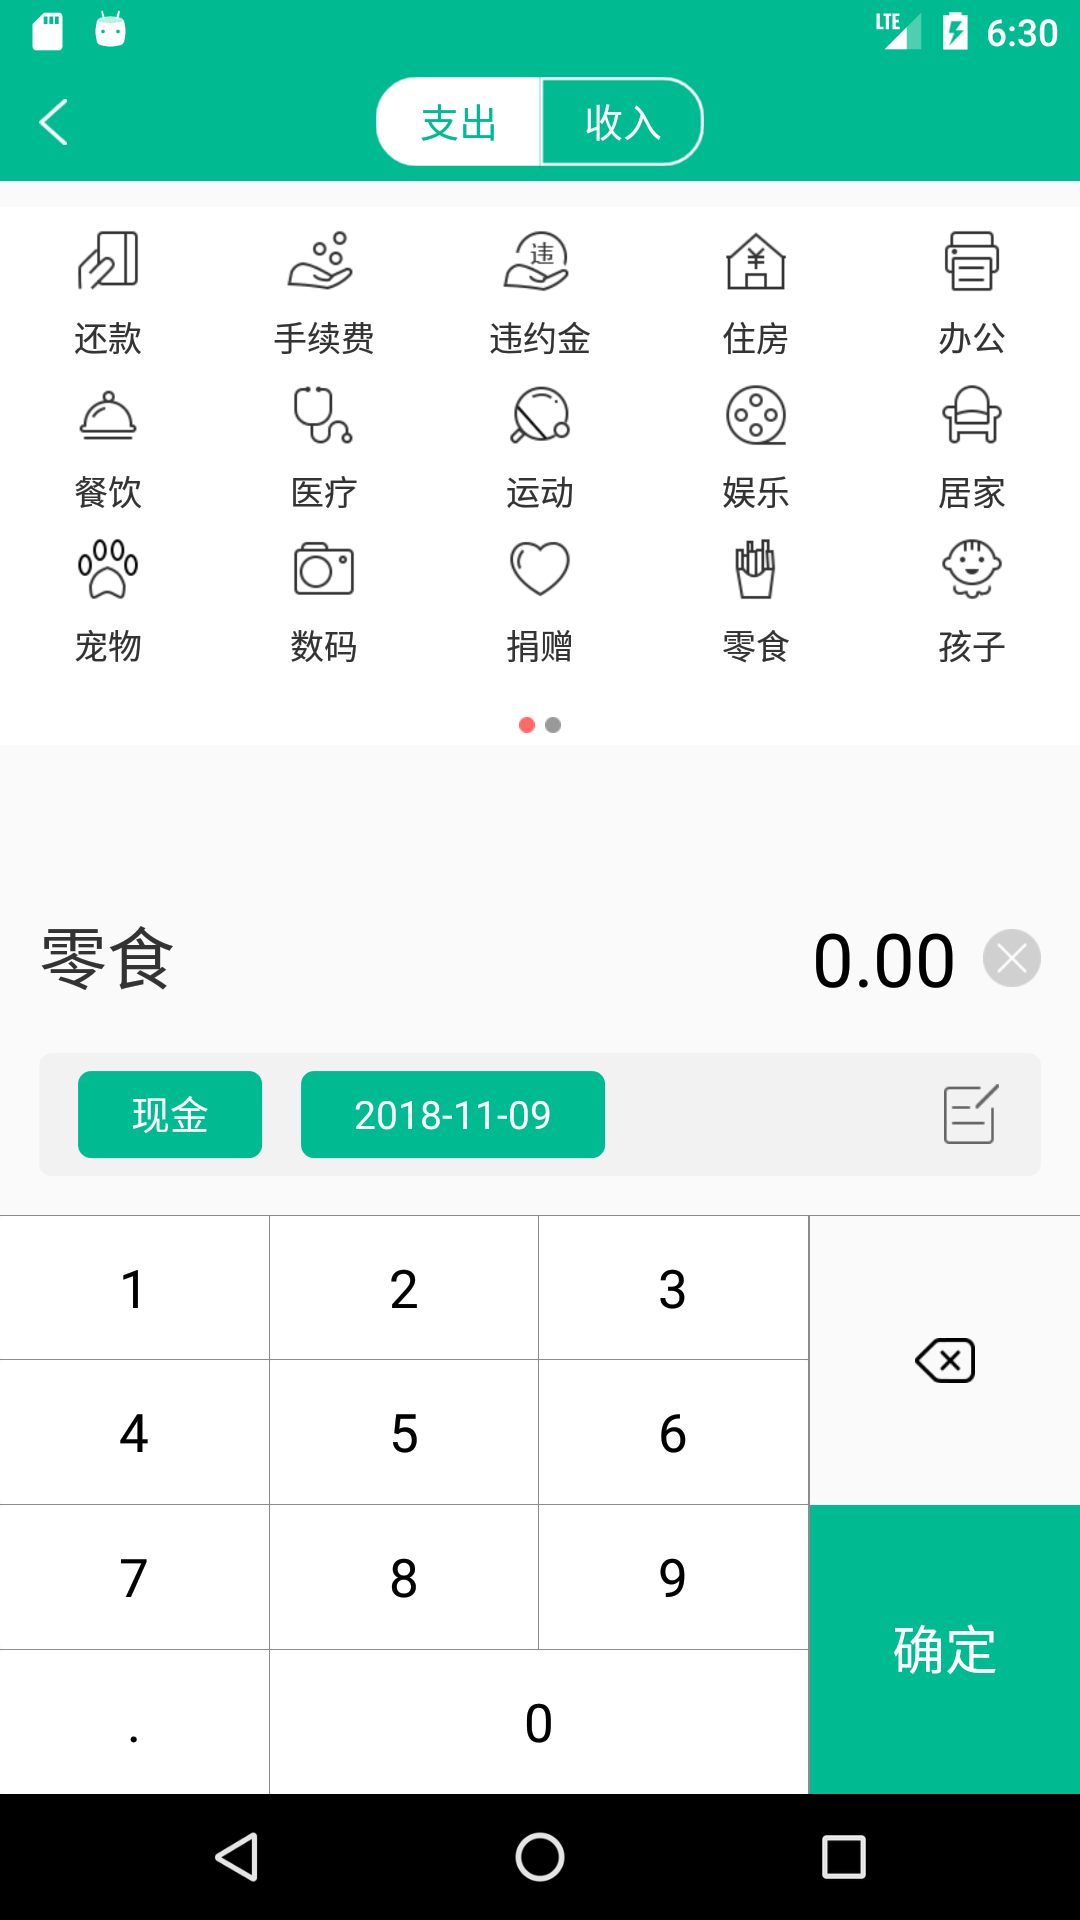 LTE 6:30
支出 收入
违
¥
还款 手续费 违约金 住房 办公
餐饮 医疗 运动 娱乐 居家
宠物 数码 捐赠 零食 孩子
零食 0.00
现金 2018-11-09
1 2 3
4 5 6
7 8 9
确定
. 0